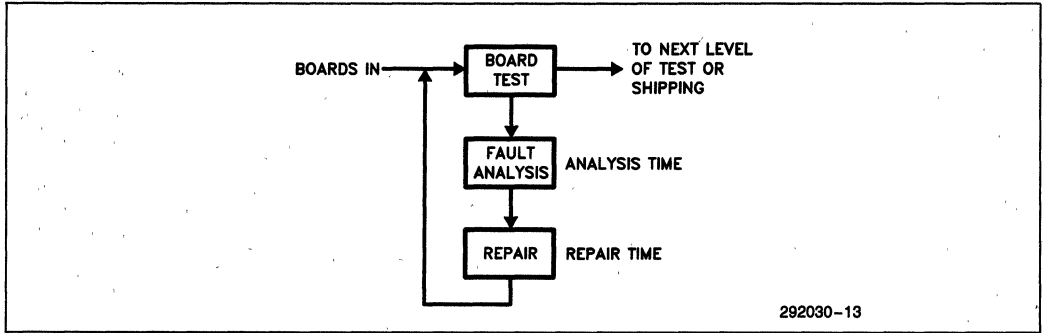 BOARDS IN
BOARD
TEST
TO NEXT LEVEL
OF TEST OR
SHIPPING
FAULT
ANALYSIS
ANALYSIS TIME
REPAIR
REPAIR TIME
292030-13